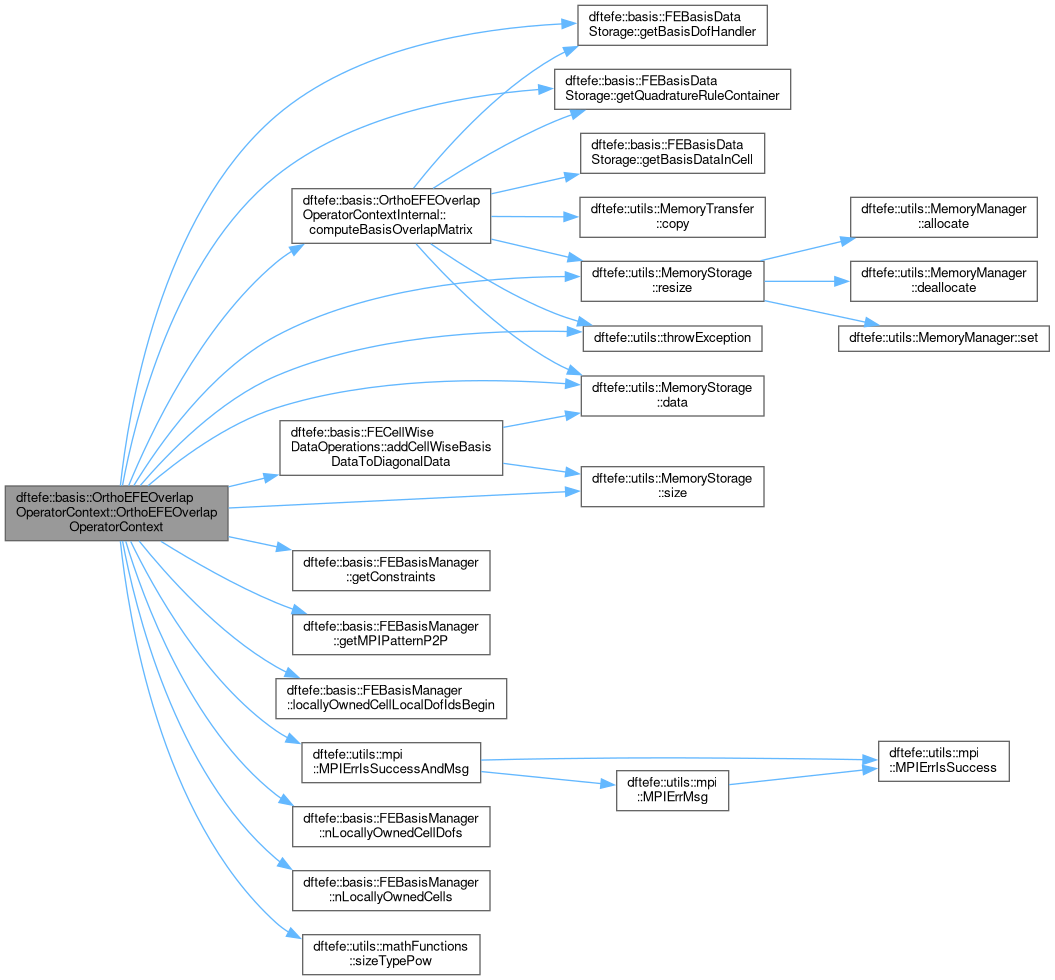 dftefe::basis::FEBasisData
Storage::getBasisDofHandler
dftefe::basis::FEBasisData
Storage::getQuadratureRuleContainer
dftefe::basis::FEBasisData
Storage::getBasisDataInCell
dftefe::basis::OrthoEFEOverlap
OperatorContextInternal::
computeBasisOverlapMatrix
dftefe::utils::MemoryTransfer
::copy
dftefe::utils::MemoryManager
::allocate
dftefe::utils::MemoryStorage
::resize
dftefe::utils::MemoryManager
::deallocate
dftefe::utils::throwException
dftefe::utils::MemoryManager::set
dftefe::utils::MemoryStorage
::data
dftefe::basis::FECellWise
DataOperations::addCellWiseBasis
DataToDiagonalData
dftefe::utils::MemoryStorage
::size
dftefe::basis::OrthoEFEOverlap
OperatorContext::OrthoEFEOverlap
OperatorContext
dftefe::basis::FEBasisManager
::getConstraints
dftefe::basis::FEBasisManager
::getMPIPatternP2P
dftefe::basis::FEBasisManager
::locallyOwnedCellLocalDofIdsBegin
dftefe::utils::mpi
::MPIErrIsSuccessAndMsg
dftefe::utils::mpi
::MPIErrIsSuccess
dftefe::utils::mpi
::MPIErrMsg
dftefe::basis::FEBasisManager
::nLocallyOwnedCellDofs
dftefe::basis::FEBasisManager
::nLocallyOwnedCells
dftefe::utils::mathFunctions
::sizeTypePow